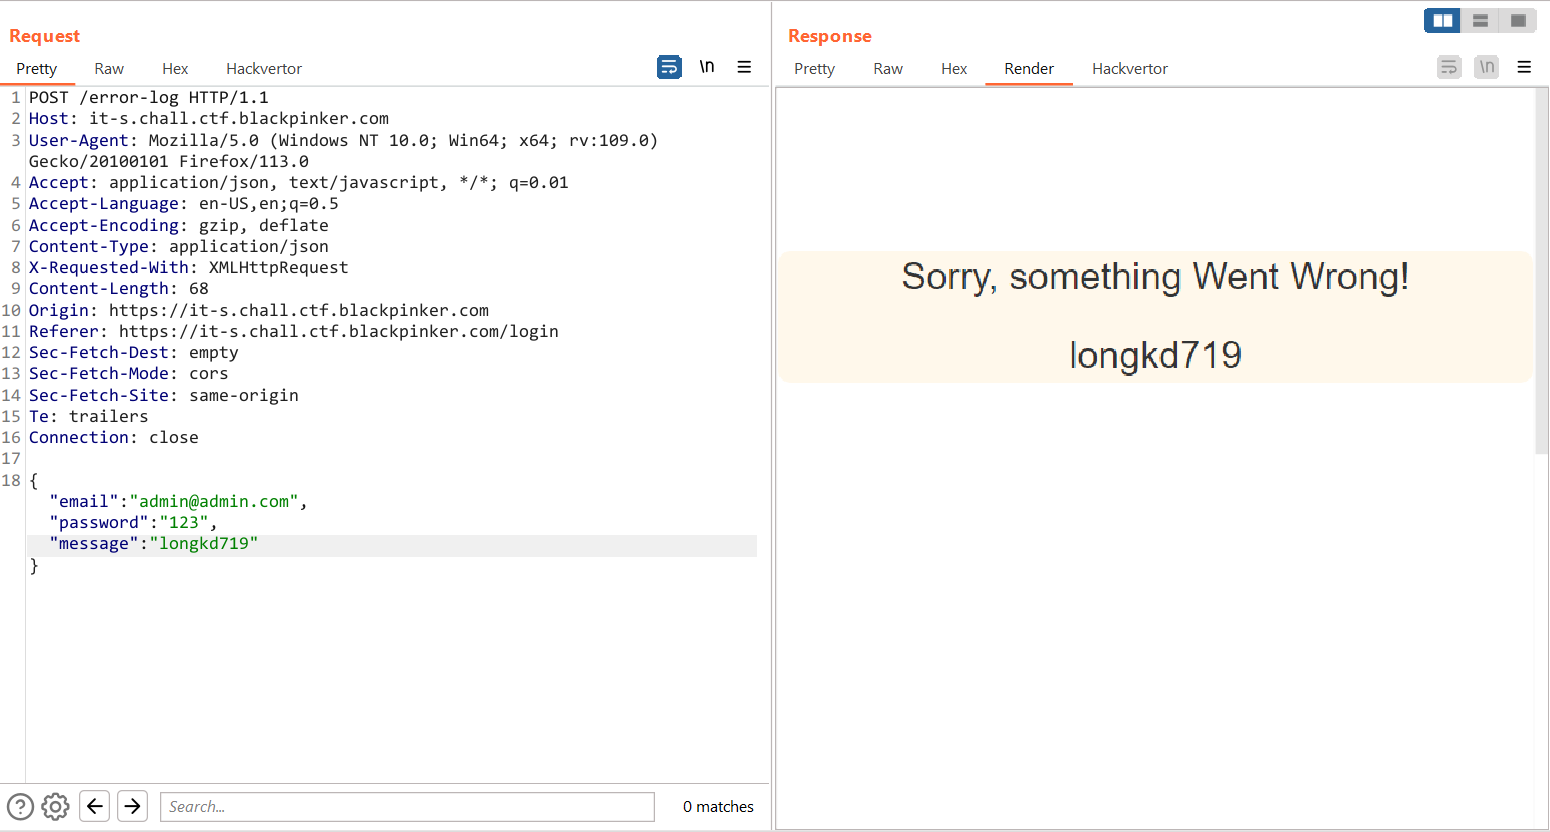 Request
Pretty Raw Hex Hackvertor \n
1 POST /error-log HTTP/1.1
2 Host: it-s.chall.ctf.blackpinker.com
3 User-Agent: Mozilla/5.0 (Windows NT 10.0; Win64; x64; rv:109.0)
Gecko/20100101 Firefox/113.0
4 Accept: application/json, text/javascript, */*; q=0.01
5 Accept-Language: en-US,en;q=0.5
6 Accept-Encoding: gzip, deflate
7 Content-Type: application/json
8 X-Requested-With: XMLHttpRequest
9 Content-Length: 68
10 Origin: https://it-s.chall.ctf.blackpinker.com
11 Referer: https://it-s.chall.ctf.blackpinker.com/login
12 Sec-Fetch-Dest: empty
13 Sec-Fetch-Mode: cors
14 Sec-Fetch-Site: same-origin
15 Te: trailers
16 Connection: close
17
18 {
"email":"admin@admin.com",
"password":"123",
"message":"longkd719"
}
Search...
0 matches
Response
Pretty Raw Hex Render Hackvertor \n
Sorry, something Went Wrong!
longkd719